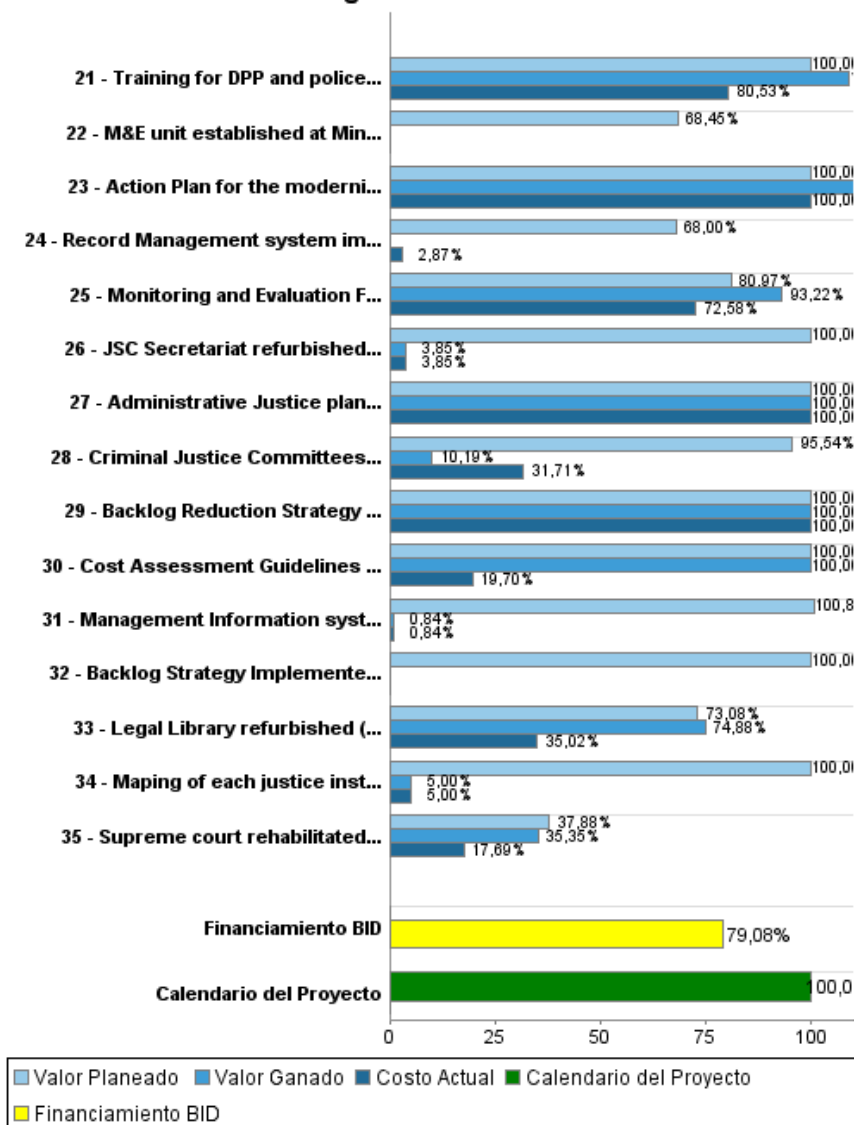 21 - Training for DPP and police...
100,0
80,53%
22 - M&E unit established at Min...
68,45%
23 - Action Plan for the moderni...
100,0
100,0
24 - Record Management system im...
68,00%
2,87%
25 - Monitoring and Evaluation F...
80,97%
93,22%
72,58%
26 - JSC Secretariat refurbished...
100,0
3,85%
3,85%
27 - Administrative Justice plan...
100,0
100,0
100,0
28 - Criminal Justice Committees...
95,54%
10,19%
31,71%
29 - Backlog Reduction Strategy ...
100,0
100,0
100,0
30 - Cost Assessment Guidelines ...
100,0
100,0
19,70%
31 - Management Information syst...
100,8
0,84%
0,84%
32 - Backlog Strategy Implemente...
100,0
33 - Legal Library refurbished (...
73,08%
74,88%
35,02%
34 - Maping of each justice inst...
100,0
5,00%
5,00%
35 - Supreme court rehabilitated...
37,88%
35,35%
17,69%
Financiamiento BID
79,08%
Calendario del Proyecto
100,0
0 25 50 75 100
Valor Planeado Valor Ganado Costo Actual Calendario del Proyecto
Financiamiento BID